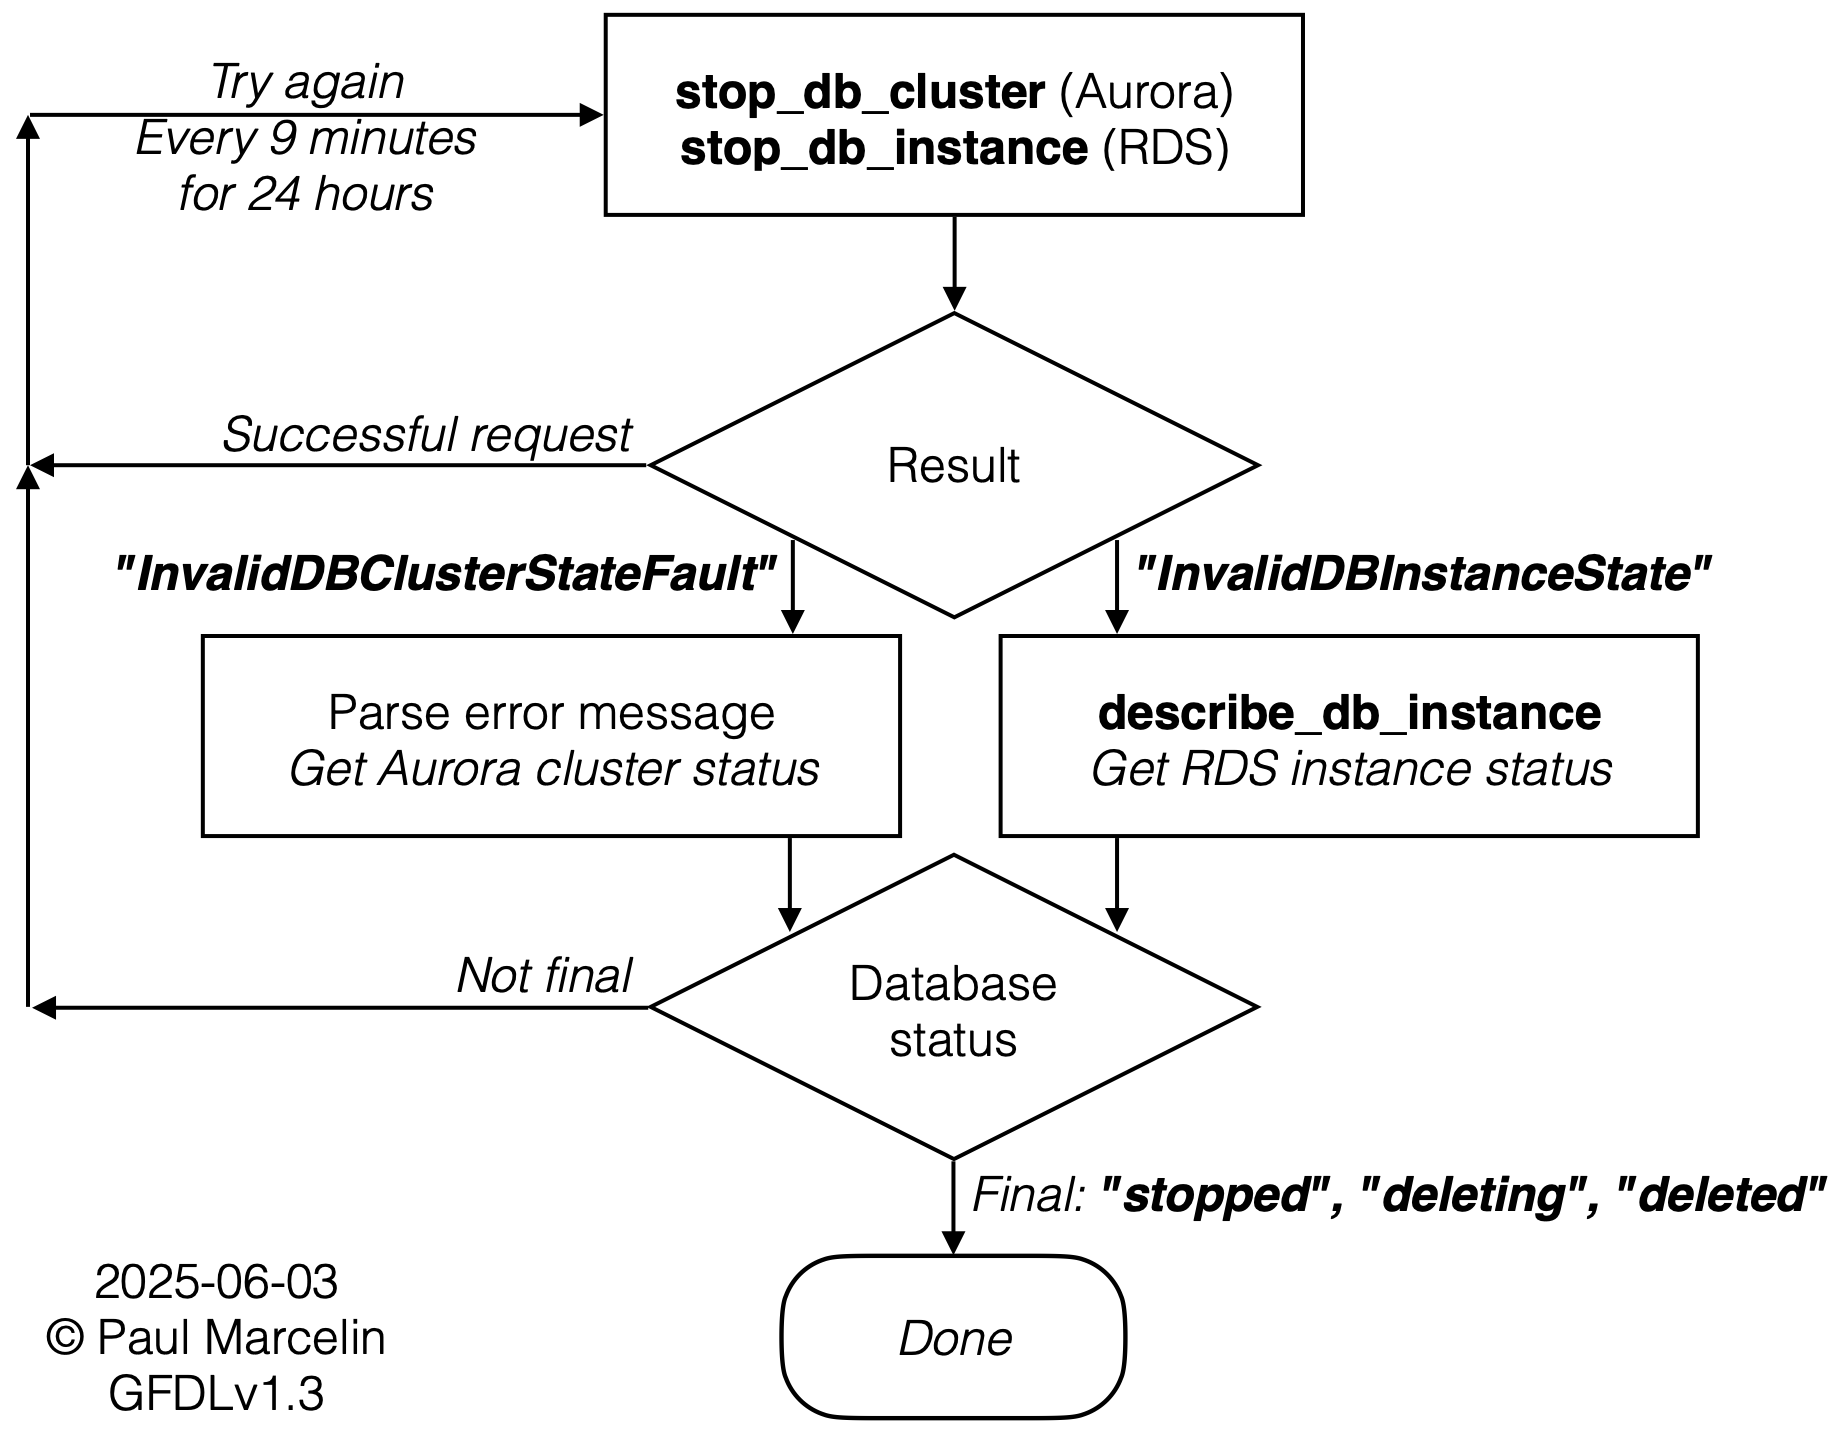 stop_db_cluster (Aurora)
stop_db_instance (RDS)
Try again
Every 9 minutes
for 24 hours
Result
Successful request
"InvalidDBClusterStateFault"
"InvalidDBInstanceState"
Parse error message
Get Aurora cluster status
describe_db_instance
Get RDS instance status
Database
status
Not final
Final: "stopped", "deleting", "deleted"
Done
2025-06-03
© Paul Marcelin
GFDLv1.3